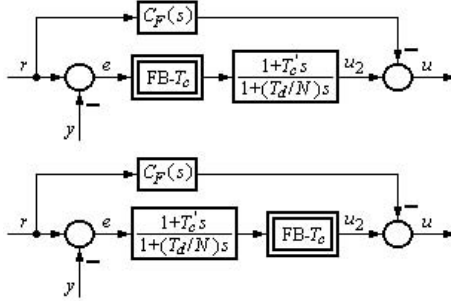 C_F(s)
r e FB-T_c (1+T_c's)/(1+(T_d/N)s) u_2 u
y
C_F(s)
r e (1+T_c's)/(1+(T_d/N)s) FB-T_c u_2 u
y